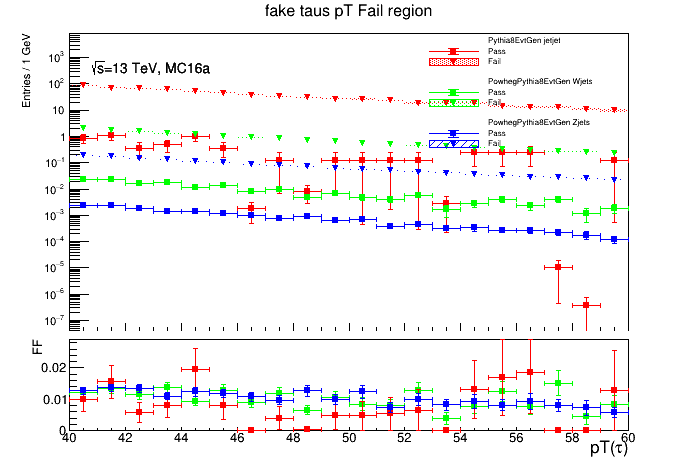 fake taus pT Fail region
Entries / 1 GeV
10³
10²
10
1
10⁻¹
10⁻²
10⁻³
10⁻⁴
10⁻⁵
10⁻⁶
10⁻⁷
√s=13 TeV, MC16a
Pythia8EvtGen jetjet
Pass
Fail
PowhegPythia8EvtGen Wjets
Pass
Fail
PowhegPythia8EvtGen Zjets
Pass
Fail
FF
0.02
0.01
0
40 42 44 46 48 50 52 54 56 58 60
pT(τ)